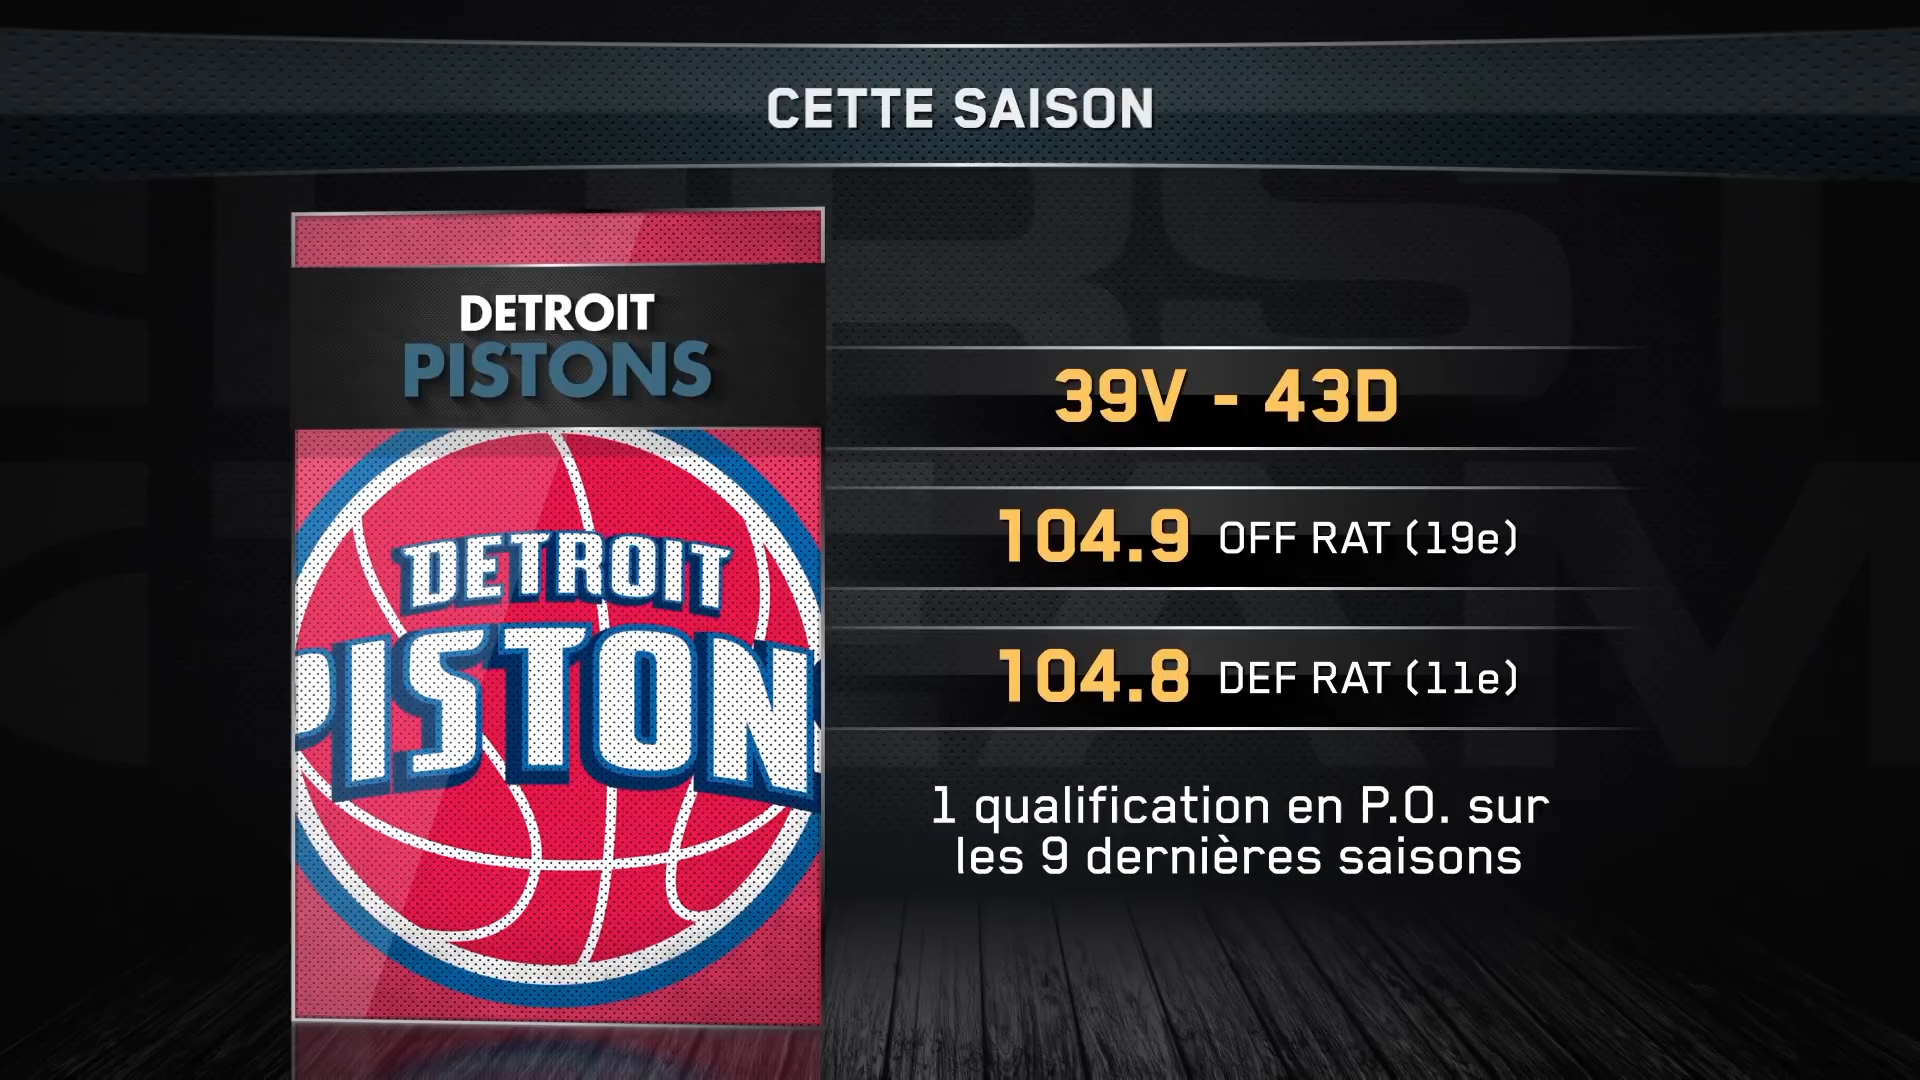 CETTE SAISON
DETROIT
PISTONS
39V - 43D
104.9 OFF RAT (19e)
104.8 DEF RAT (11e)
1 qualification en P.O. sur
les 9 dernières saisons
DETROIT
PISTONS